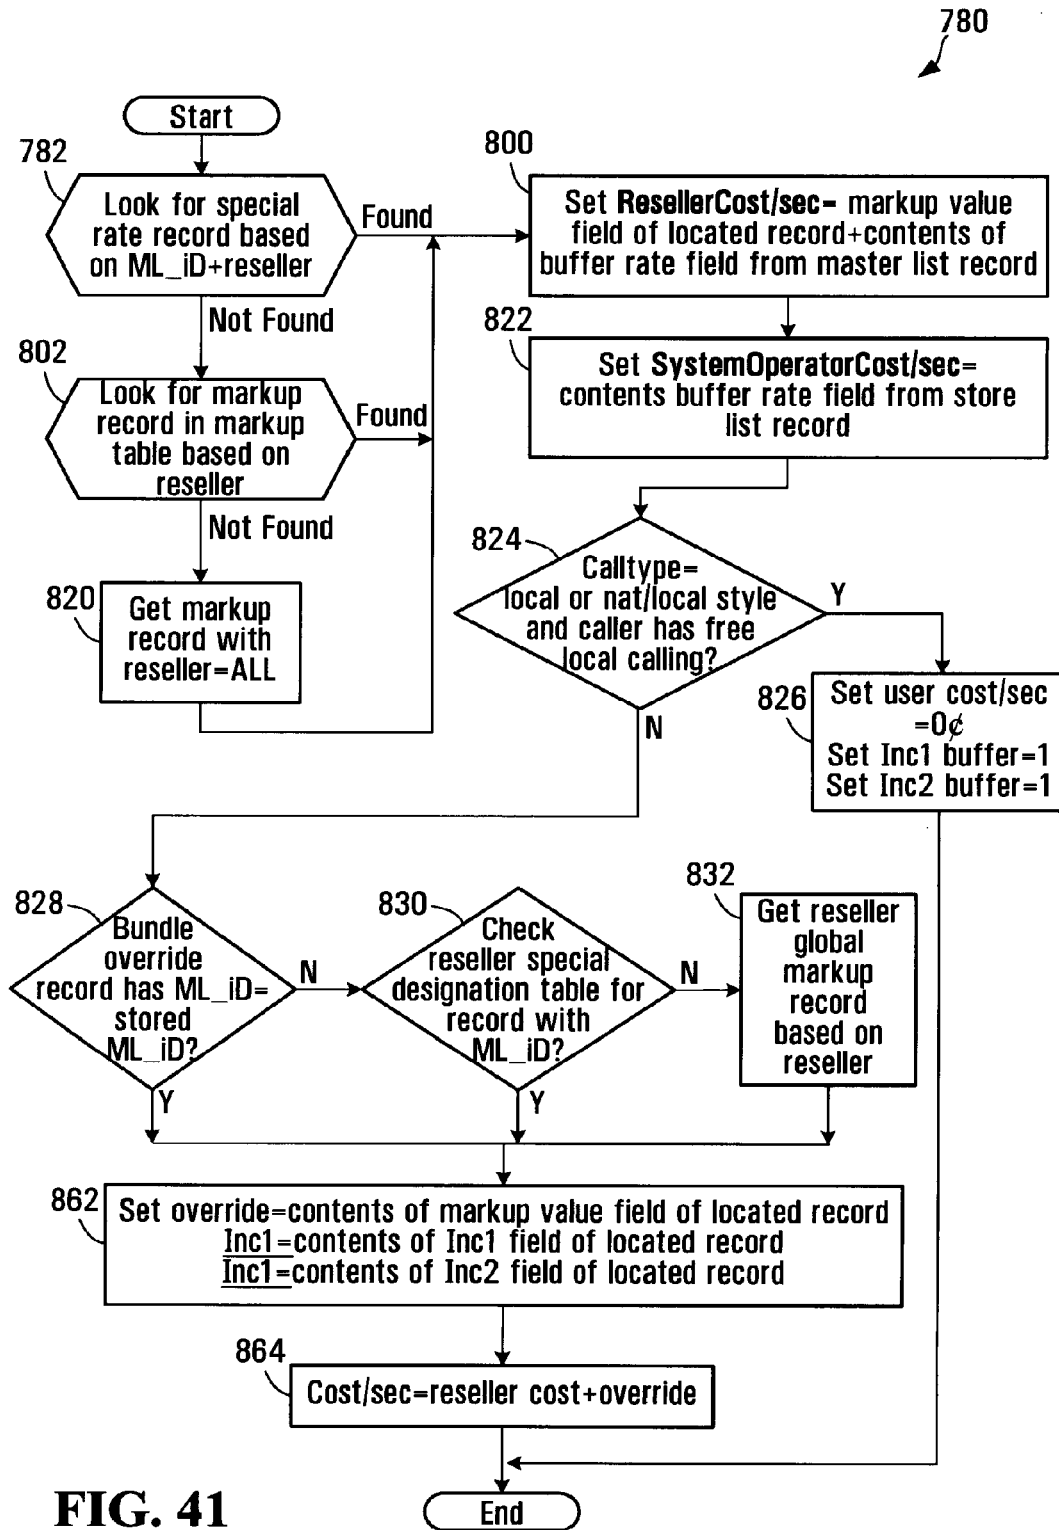 780
Start
782
Look for special
rate record based
on ML_iD+reseller
Found
Not Found
802
Look for markup
record in markup
table based on
reseller
Found
Not Found
820
Get markup
record with
reseller=ALL
800
Set ResellerCost/sec= markup value
field of located record+contents of
buffer rate field from master list record
822
Set SystemOperatorCost/sec=
contents buffer rate field from store
list record
824
Calltype=
local or nat/local style
and caller has free
local calling?
Y
N
826
Set user cost/sec
=0¢
Set Inc1 buffer=1
Set Inc2 buffer=1
828
Bundle
override
record has ML_iD=
stored
ML_iD?
N
Y
830
Check
reseller special
designation table for
record with
ML_iD?
N
Y
832
Get reseller
global
markup
record
based on
reseller
862
Set override=contents of markup value field of located record
Inc1=contents of Inc1 field of located record
Inc1=contents of Inc2 field of located record
864
Cost/sec=reseller cost+override
End
FIG. 41